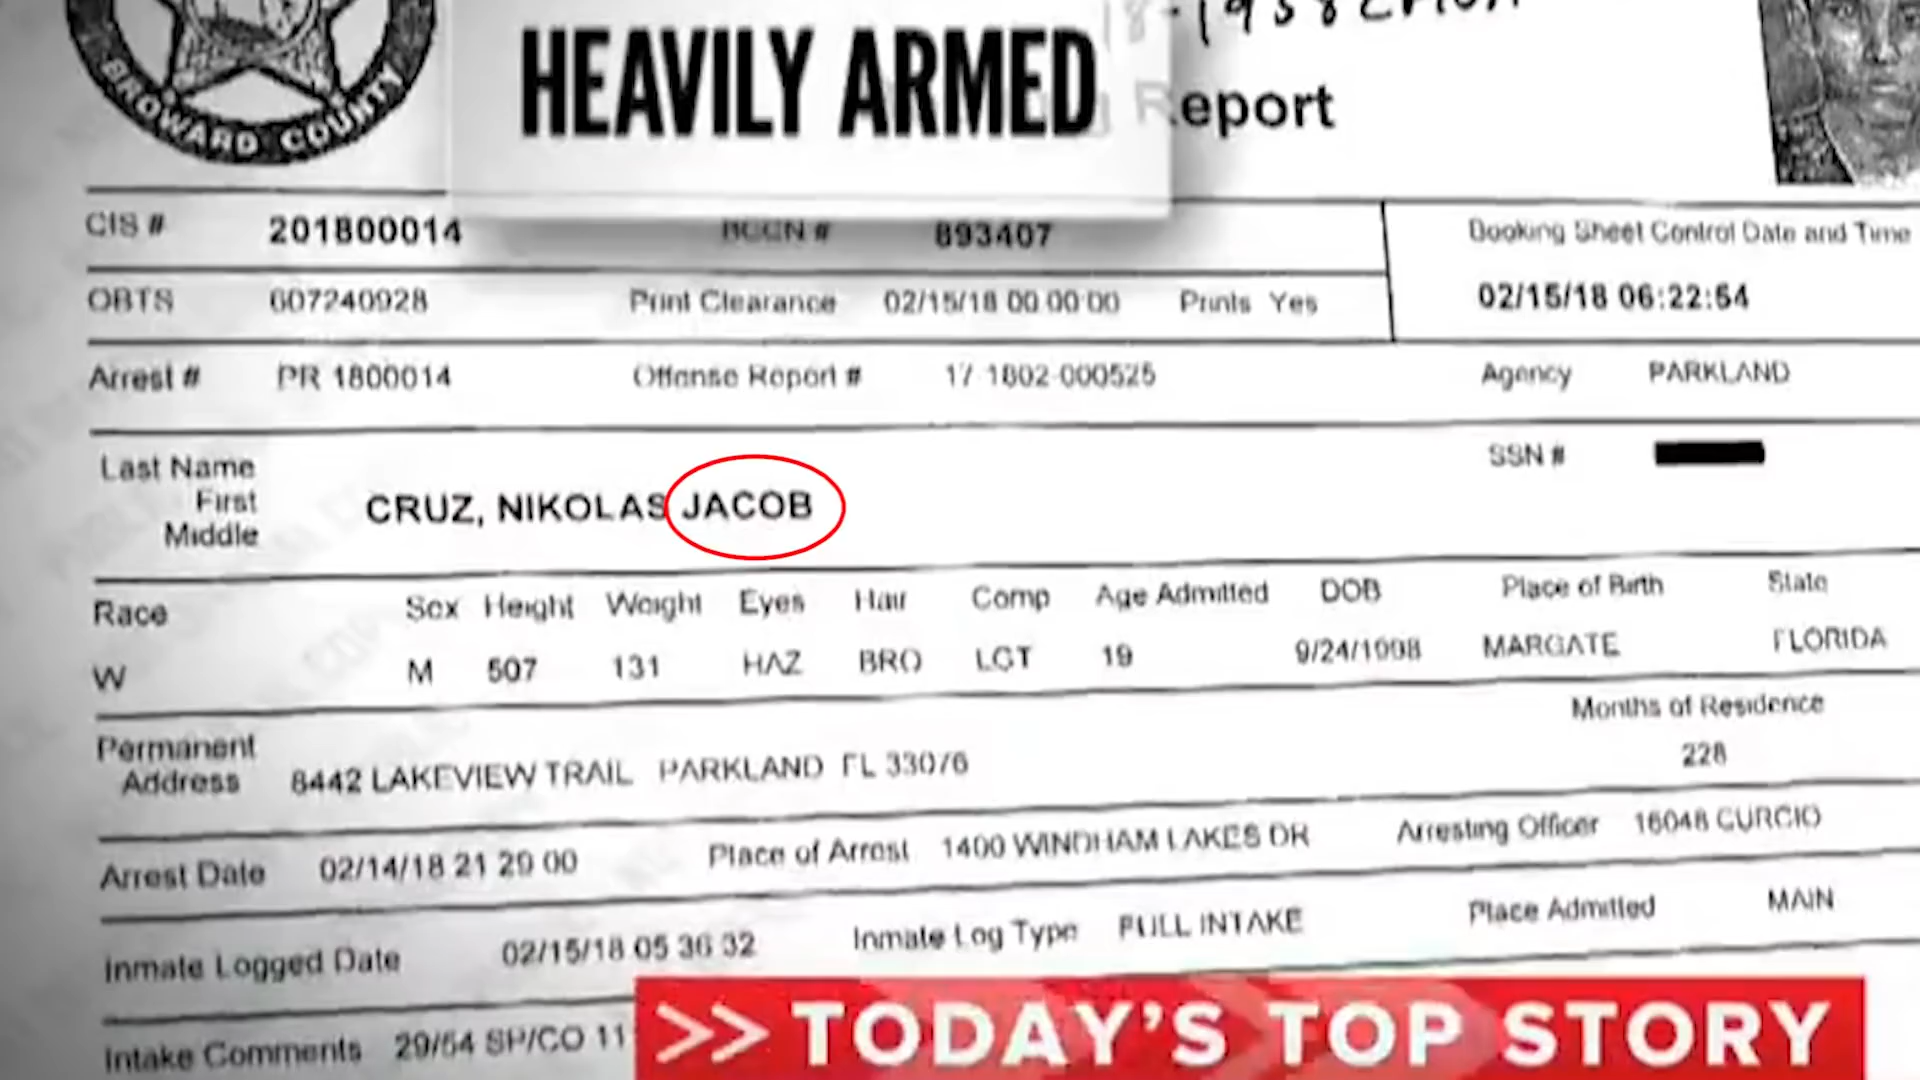 BROWARD COUNTY
HEAVILY ARMED
Report
CIS # 201800014 BCCN # 893407 Booking Sheet Control Date and Time
OBTS 607240928 Print Clearance 02/15/18 00 00 00 Prints Yes 02/15/18 06:22:54
Arrest # PR 1800014 Offense Report # 17 1802 000525 Agency PARKLAND
Last Name
First
Middle
CRUZ, NIKOLAS JACOB
SSN #
Race Sex Height Weight Eyes Hair Comp Age Admitted DOB Place of Birth State
W M 507 131 HAZ BRO LGT 19 9/24/1998 MARGATE FLORIDA
Months of Residence
Permanent
Address
8442 LAKEVIEW TRAIL PARKLAND FL 33076 228
Arrest Date 02/14/18 21 20 00 Place of Arrest 1400 WINDHAM LAKES DR Arresting Officer 16048 CURCIO
Inmate Logged Date 02/15/18 05 36 32 Inmate Log Type FULL INTAKE Place Admitted MAIN
Intake Comments 29/64 SP/CO 11
>> TODAY'S TOP STORY